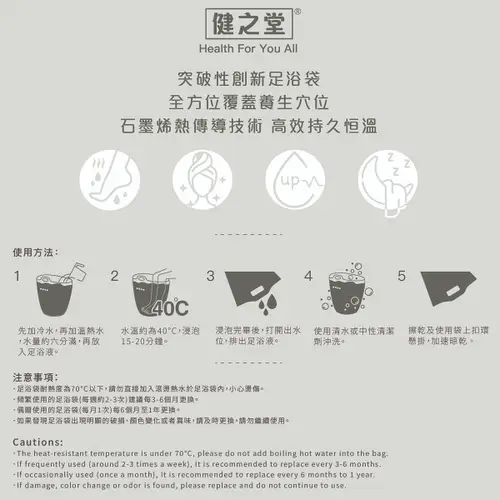 健之堂®
Health For You All
突破性創新足浴袋
全方位覆蓋養生穴位
石墨烯熱傳導技術 高效持久恒溫
up
z z z
使用方法：
1 2 3 4 5
40℃
先加冷水，再加溫熱水，水量約六分滿，再放入足浴液。
水溫約為40°C，浸泡15-20分鐘。
浸泡完畢後，打開出水位，排出足浴液。
使用清水或中性清潔劑沖洗。
擦乾及使用袋上扣環懸掛，加速晾乾。
注意事項：
·足浴袋耐熱度為70°C以下，請勿直接加入滾燙熱水於足浴袋內，小心燙傷。
·頻繁使用的足浴袋(每週約2-3次)建議每3-6個月更換。
·偶爾使用的足浴袋(每月1次)每6個月至1年更換。
·如果發現足浴袋出現明顯的破損、顏色變化或者異味，請及時更換，請勿繼續使用。
Cautions:
·The heat-resistant temperature is under 70°C, please do not add boiling hot water into the bag.
·If frequently used (around 2-3 times a week), It is recommended to replace every 3-6 months.
·If occasionally used (once a month), It is recommended to replace every 6 months to 1 year.
·If damage, color change or odor is found, please replace and do not continue to use.